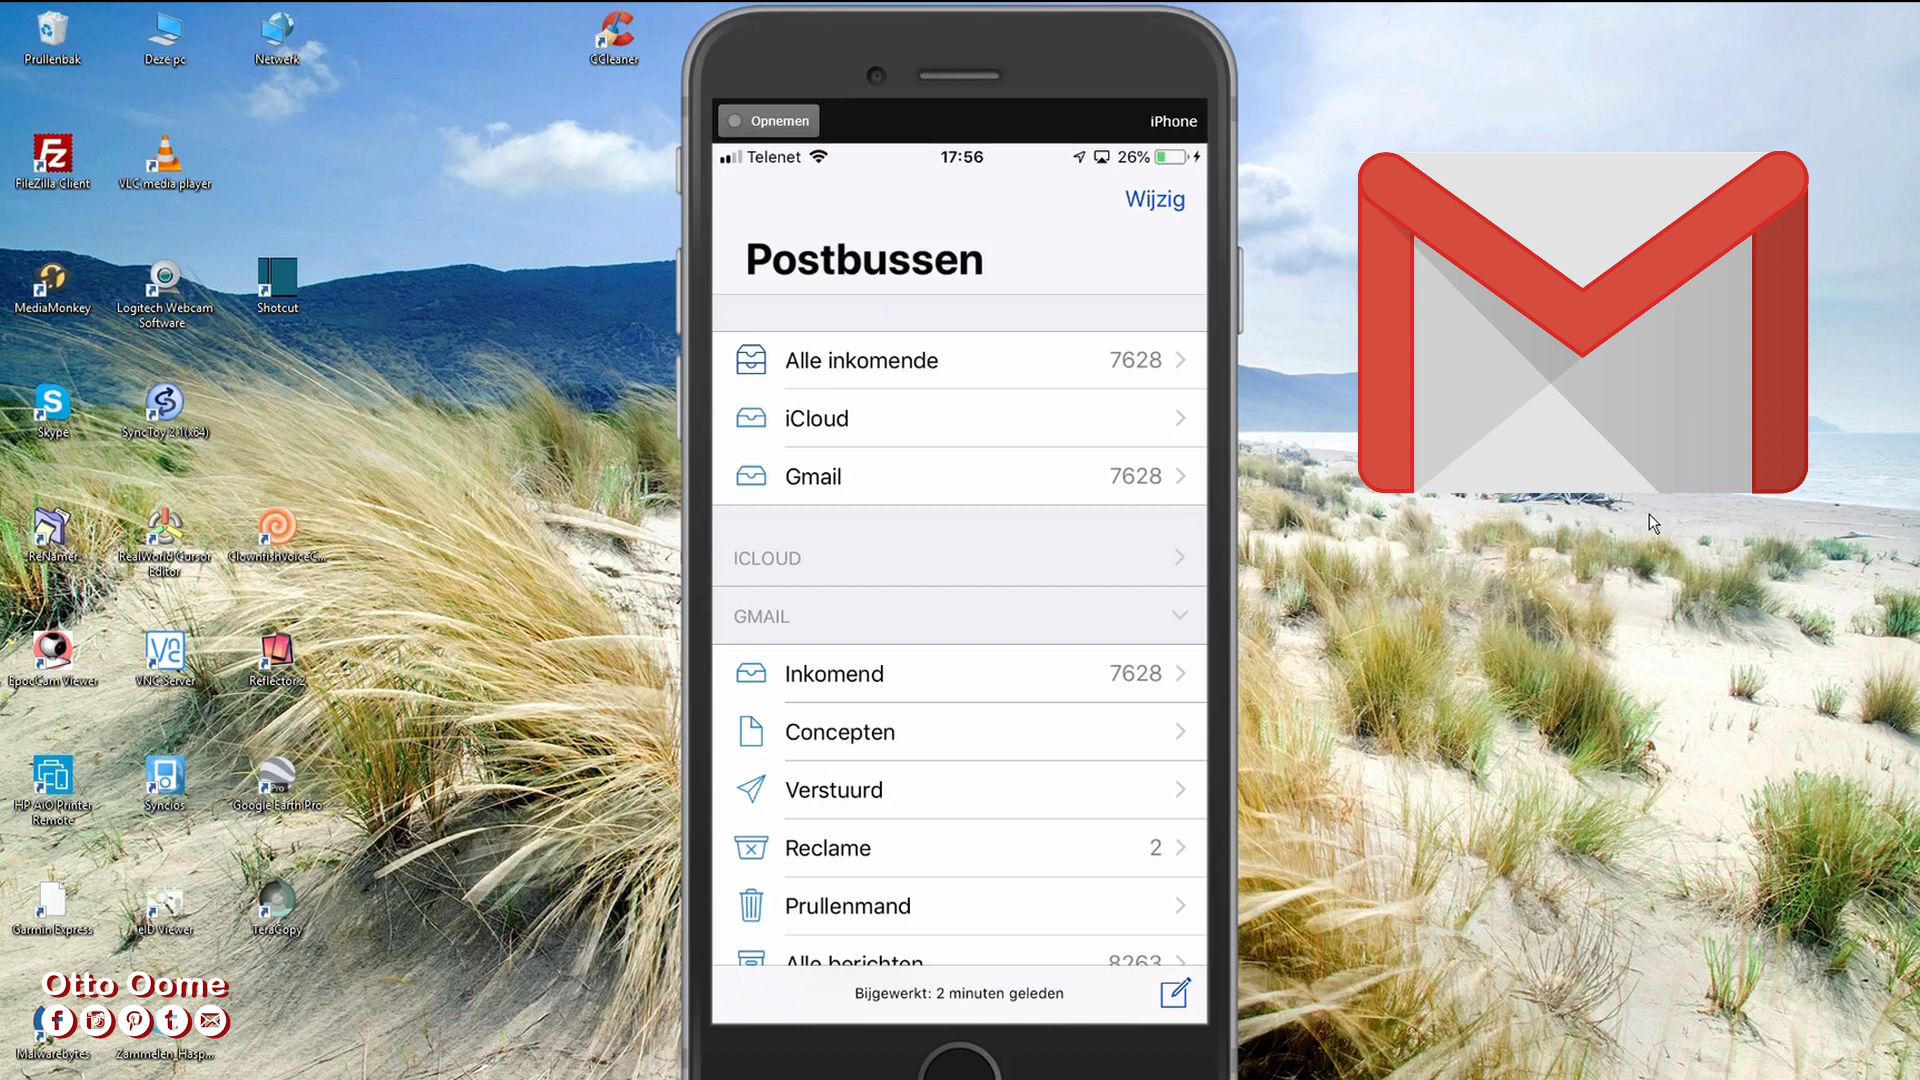 Prullenbak
Deze pc
Netwerk
CCleaner
FileZilla Client
VLC media player
MediaMonkey
Logitech Webcam
Software
Shotcut
Skype
SyncToy 2.1(x64)
ReNamer
RealWorld Cursor
Editor
ClownfishVoiceC...
EpocCam Viewer
VNC Server
Reflector 2
HP AiO Printer
Remote
Syncios
Google Earth Pro
Garmin Express
eID Viewer
TeraCopy
Otto Oome
Malwarebytes
Zammelen_Hasp...
Opnemen
iPhone
Telenet
17:56
26%
Wijzig
Postbussen
Alle inkomende 7628
iCloud
Gmail 7628
ICLOUD
GMAIL
Inkomend 7628
Concepten
Verstuurd
Reclame 2
Prullenmand
Alle berichten 8263
Bijgewerkt: 2 minuten geleden